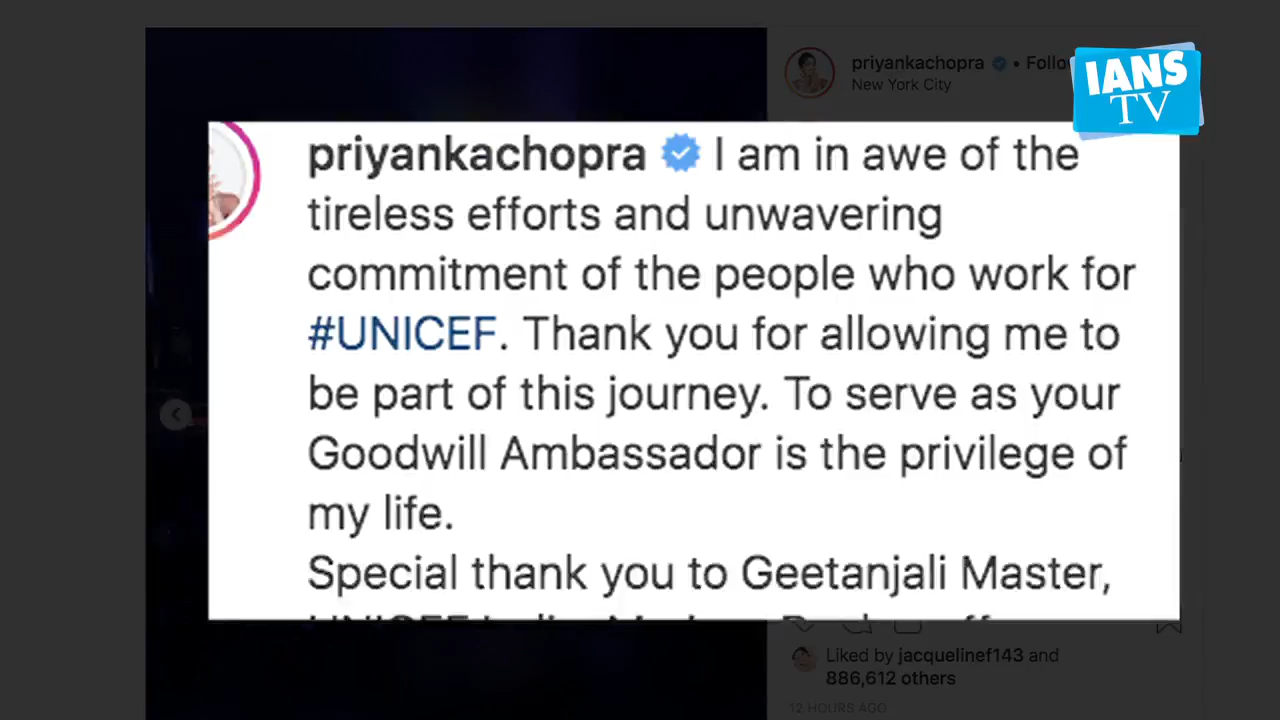 priyankachopra • Follo
New York City
IANS
TV
priyankachopra I am in awe of the
tireless efforts and unwavering
commitment of the people who work for
#UNICEF. Thank you for allowing me to
be part of this journey. To serve as your
Goodwill Ambassador is the privilege of
my life.
Special thank you to Geetanjali Master,
Liked by jacquelinef143 and
886,612 others
12 HOURS AGO